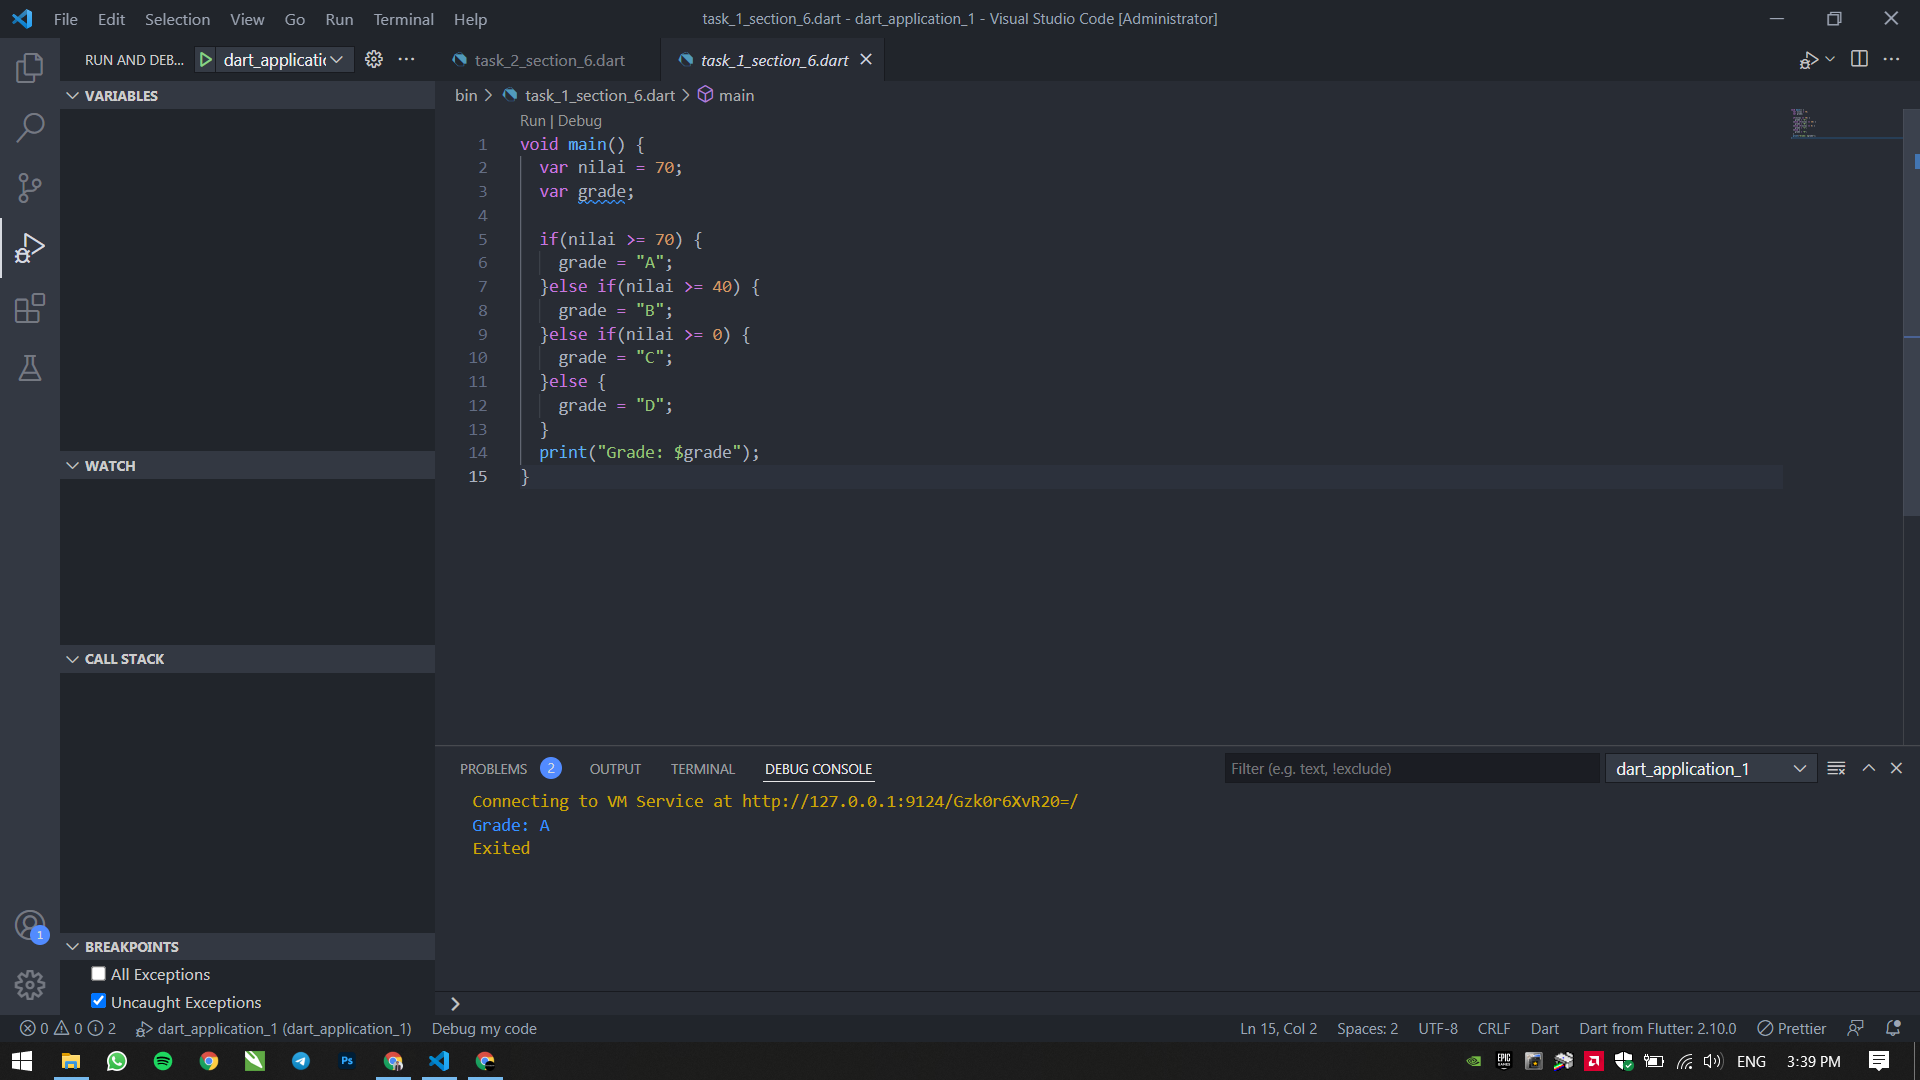 File Edit Selection View Go Run Terminal Help
task_1_section_6.dart - dart_application_1 - Visual Studio Code [Administrator]
RUN AND DEB...
dart_applicatio
task_2_section_6.dart
task_1_section_6.dart
VARIABLES
WATCH
CALL STACK
BREAKPOINTS
All Exceptions
Uncaught Exceptions
1
bin > task_1_section_6.dart > main
Run | Debug
1 void main() {
2 var nilai = 70;
3 var grade;
4
5 if(nilai >= 70) {
6 grade = "A";
7 }else if(nilai >= 40) {
8 grade = "B";
9 }else if(nilai >= 0) {
10 grade = "C";
11 }else {
12 grade = "D";
13 }
14 print("Grade: $grade");
15 }
PROBLEMS 2 OUTPUT TERMINAL DEBUG CONSOLE
Filter (e.g. text, !exclude)
dart_application_1
Connecting to VM Service at http://127.0.0.1:9124/Gzk0r6XvR20=/
Grade: A
Exited
0 0 2 dart_application_1 (dart_application_1) Debug my code
Ln 15, Col 2 Spaces: 2 UTF-8 CRLF Dart Dart from Flutter: 2.10.0 Prettier
Ps
EPIC GAMES
ENG 3:39 PM